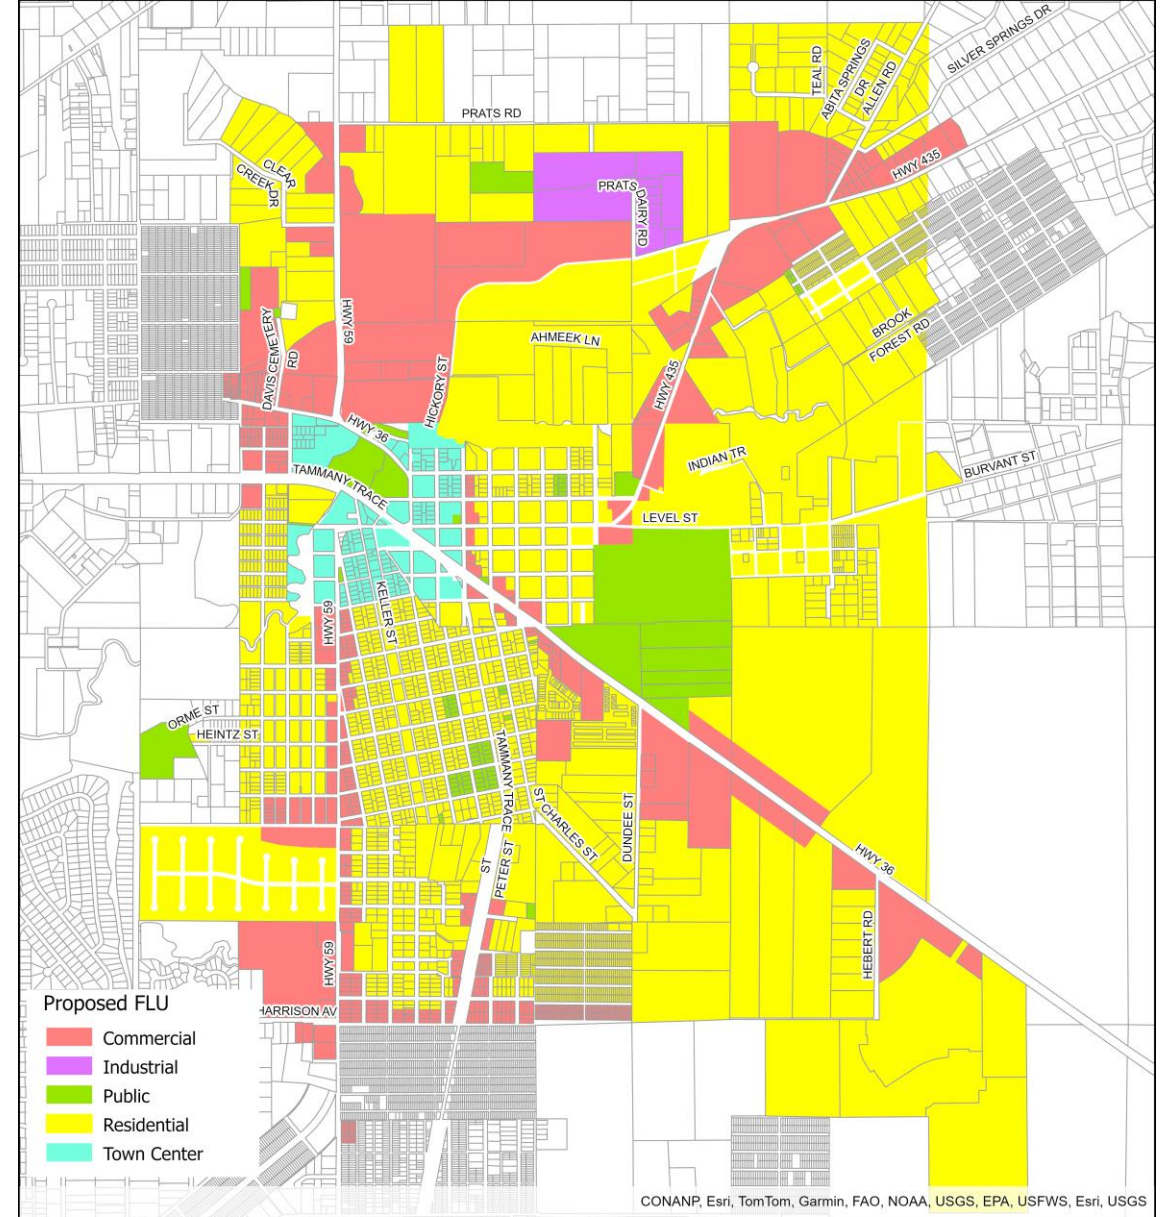 SILVER SPRINGS DR
TEAL RD
ABITA SPRINGS
DR
ALLEN RD
PRATS RD
HWY 435
CLEAR
CREEK DR
PRATS
DAIRY RD
HWY 59
BROOK
FOREST RD
AHMEEK LN
DAVIS CEMETERY
RD
HICKORY ST
HWY 435
HWY 36
INDIAN TR
BURVANT ST
TAMMANY TRACE
LEVEL ST
KELLER ST
HWY 59
ORME ST
HEINTZ ST
TAMMANY TRACE
ST CHARLES ST
DUNDEE ST
HWY 36
ST
PETER ST
HEBERT RD
HWY 59
HARRISON AV
Proposed FLU
Commercial
Industrial
Public
Residential
Town Center
CONANP, Esri, TomTom, Garmin, FAO, NOAA, USGS, EPA, USFWS, Esri, USGS